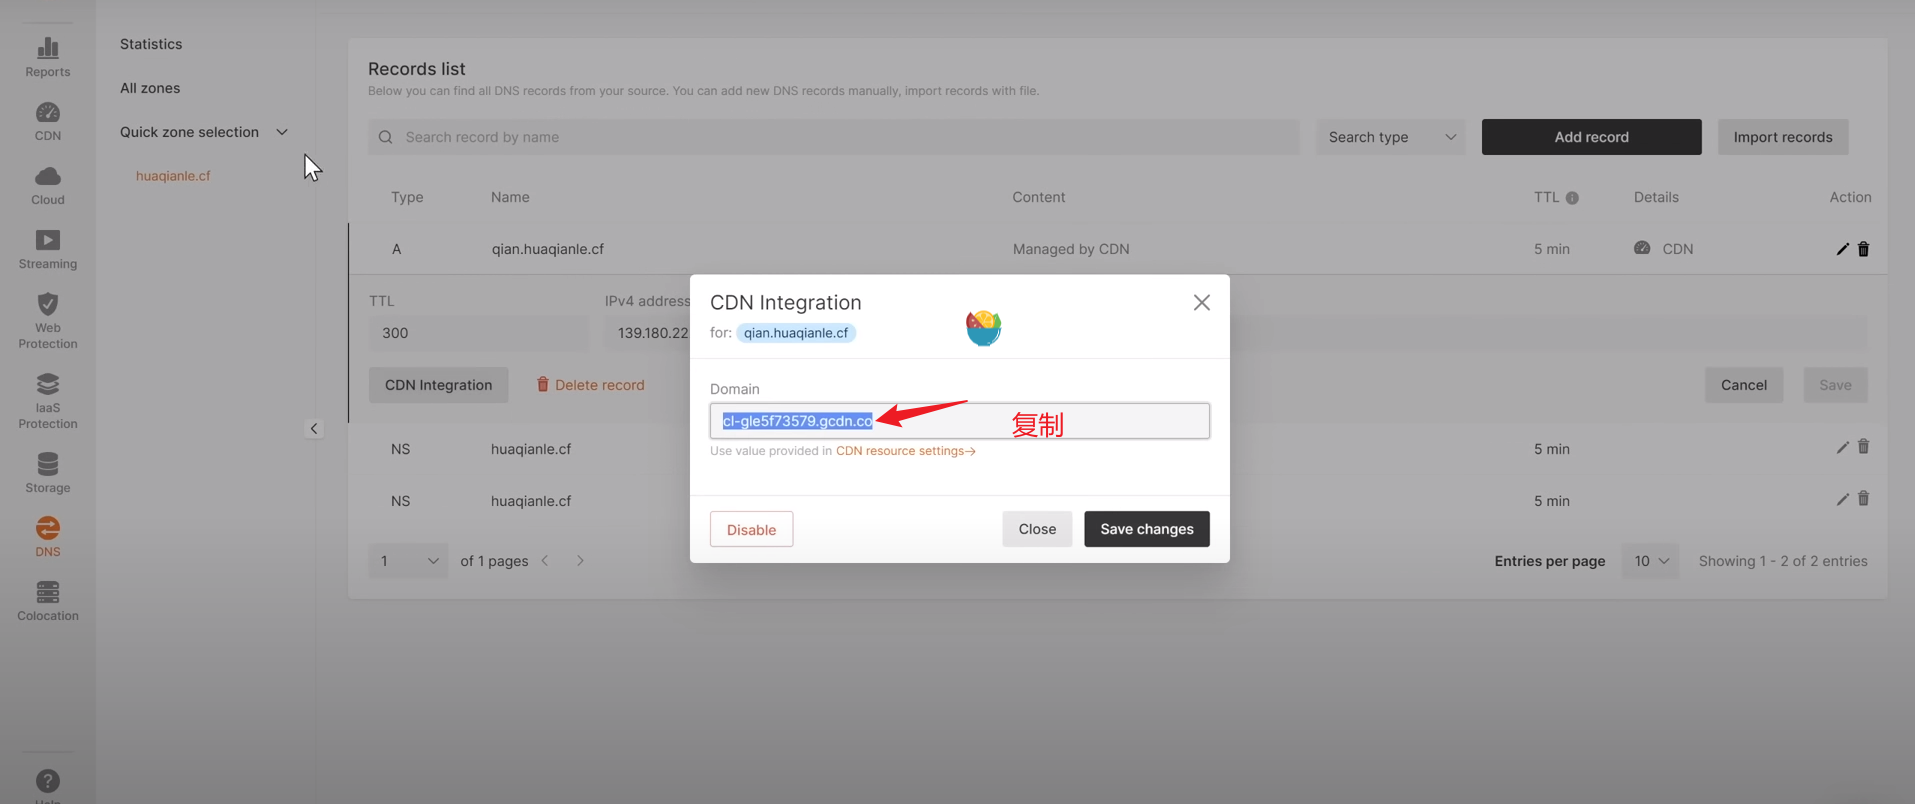 Reports
CDN
Cloud
Streaming
Web
Protection
IaaS
Protection
Storage
DNS
Colocation
Statistics
All zones
Quick zone selection
huaqianle.cf
Records list
Below you can find all DNS records from your source. You can add new DNS records manually, import records with file.
Search record by name
Search type
Add record
Import records
Type Name Content TTL Details Action
A qian.huaqianle.cf Managed by CDN 5 min CDN
TTL IPv4 address
300 139.180.22
CDN Integration Delete record Cancel Save
NS huaqianle.cf 5 min
NS huaqianle.cf 5 min
1 of 1 pages Entries per page 10 Showing 1 - 2 of 2 entries
CDN Integration
for: qian.huaqianle.cf
Domain
cl-gle5f73579.gcdn.co
复制
Use value provided in CDN resource settings→
Disable Close Save changes